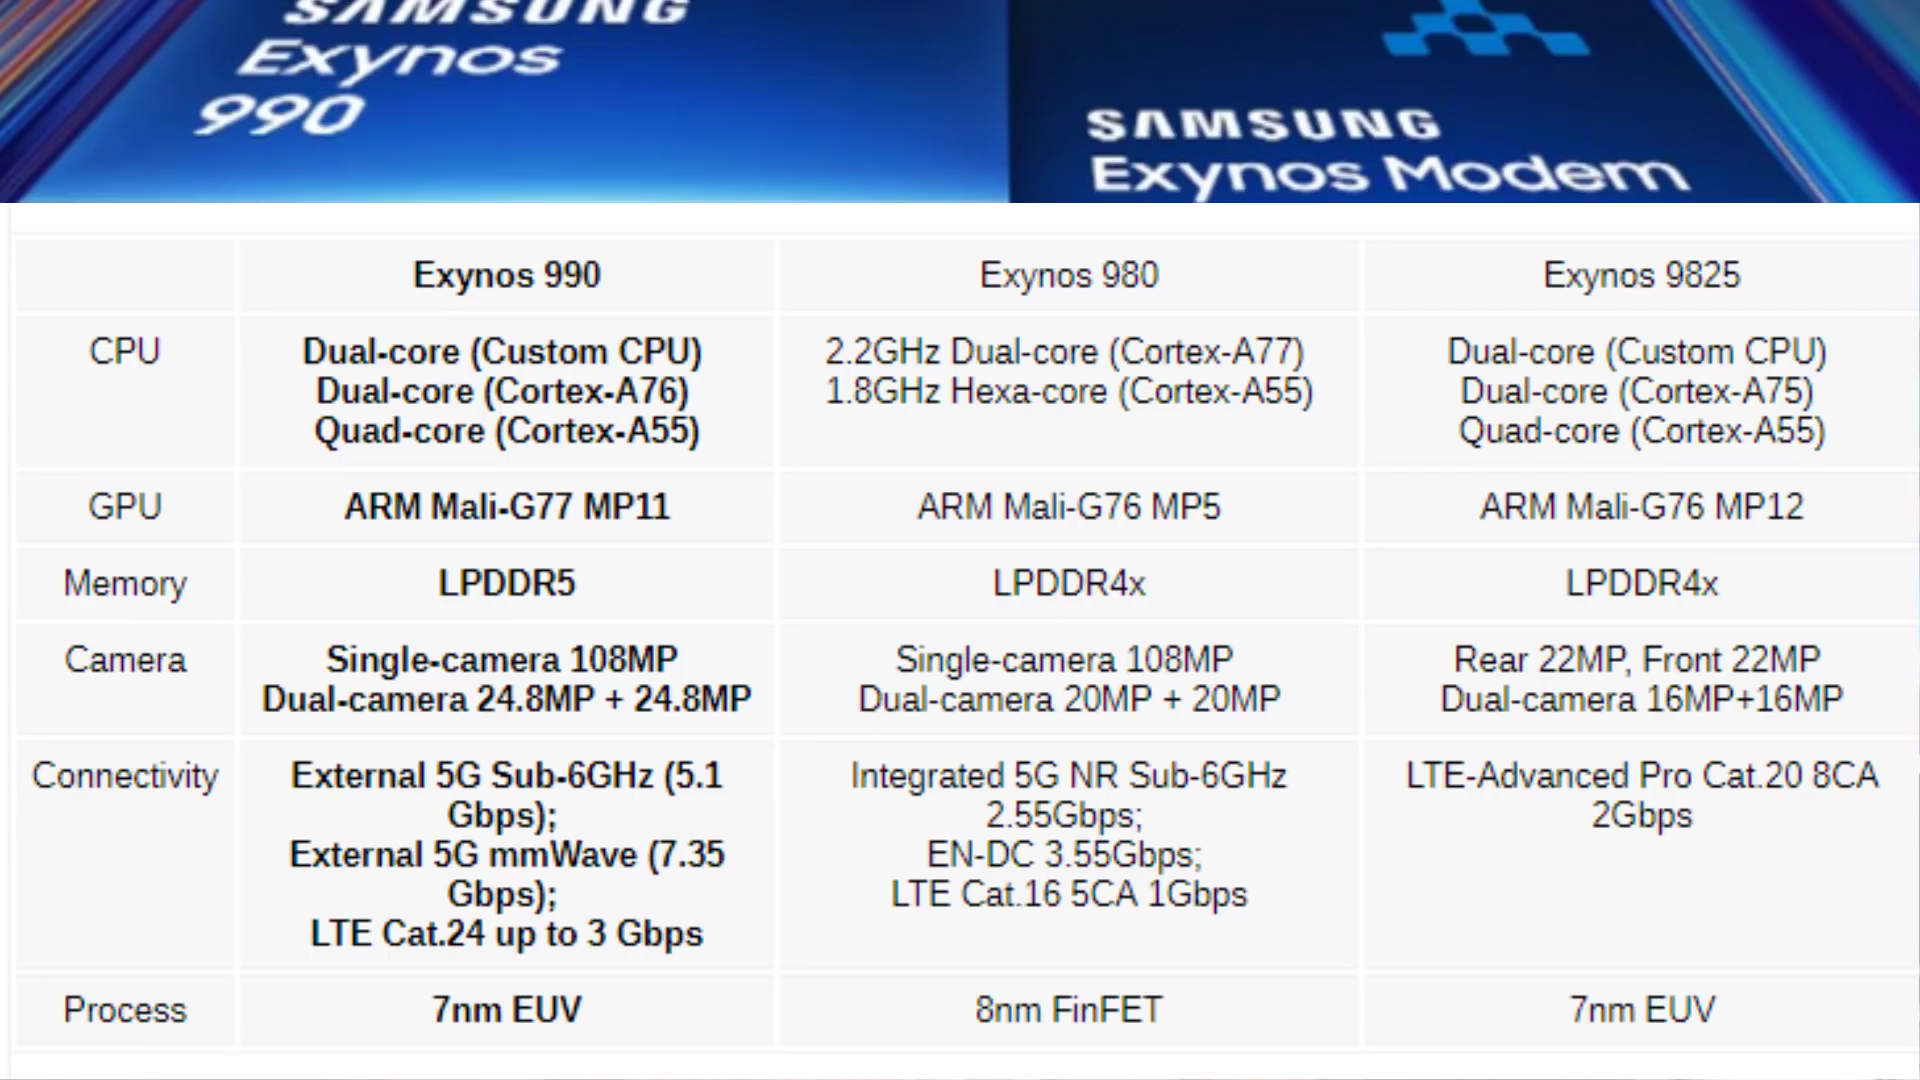 SAMSUNG
Exynos
990
SAMSUNG
Exynos Modem
Exynos 990 Exynos 980 Exynos 9825
CPU Dual-core (Custom CPU) 2.2GHz Dual-core (Cortex-A77) Dual-core (Custom CPU)
Dual-core (Cortex-A76) 1.8GHz Hexa-core (Cortex-A55) Dual-core (Cortex-A75)
Quad-core (Cortex-A55) Quad-core (Cortex-A55)
GPU ARM Mali-G77 MP11 ARM Mali-G76 MP5 ARM Mali-G76 MP12
Memory LPDDR5 LPDDR4x LPDDR4x
Camera Single-camera 108MP Single-camera 108MP Rear 22MP, Front 22MP
Dual-camera 24.8MP + 24.8MP Dual-camera 20MP + 20MP Dual-camera 16MP+16MP
Connectivity External 5G Sub-6GHz (5.1 Integrated 5G NR Sub-6GHz LTE-Advanced Pro Cat.20 8CA
Gbps); 2.55Gbps; 2Gbps
External 5G mmWave (7.35 EN-DC 3.55Gbps;
Gbps); LTE Cat.16 5CA 1Gbps
LTE Cat.24 up to 3 Gbps
Process 7nm EUV 8nm FinFET 7nm EUV